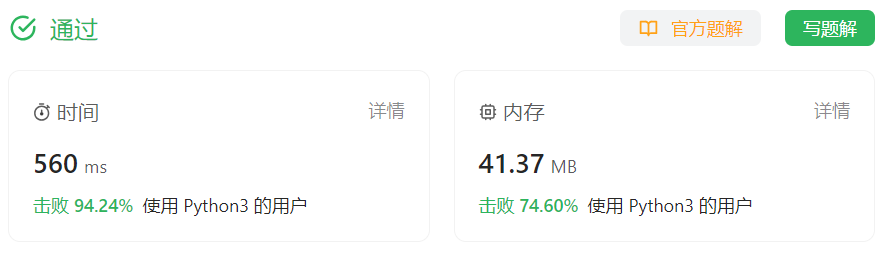 通过
官方题解
写题解
时间
详情
560 ms
击败 94.24% 使用 Python3 的用户
内存
详情
41.37 MB
击败 74.60% 使用 Python3 的用户